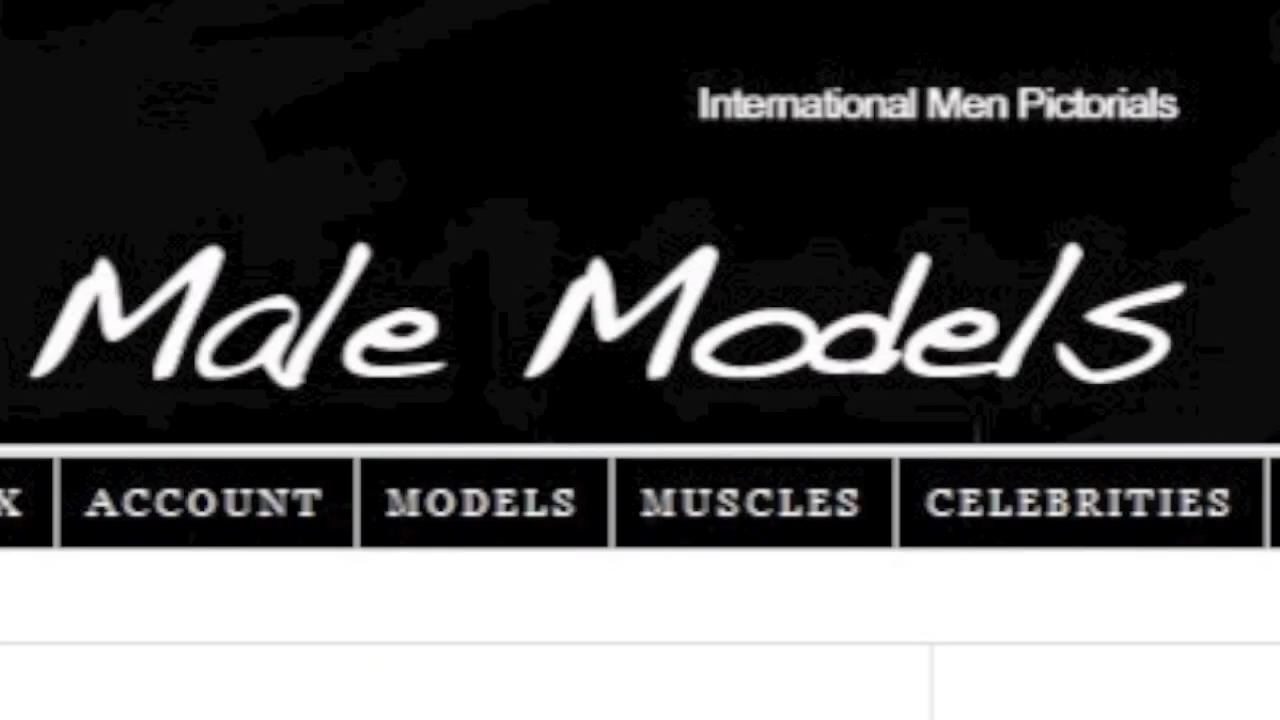 International Men Pictorials
Male Models
X ACCOUNT MODELS MUSCLES CELEBRITIES